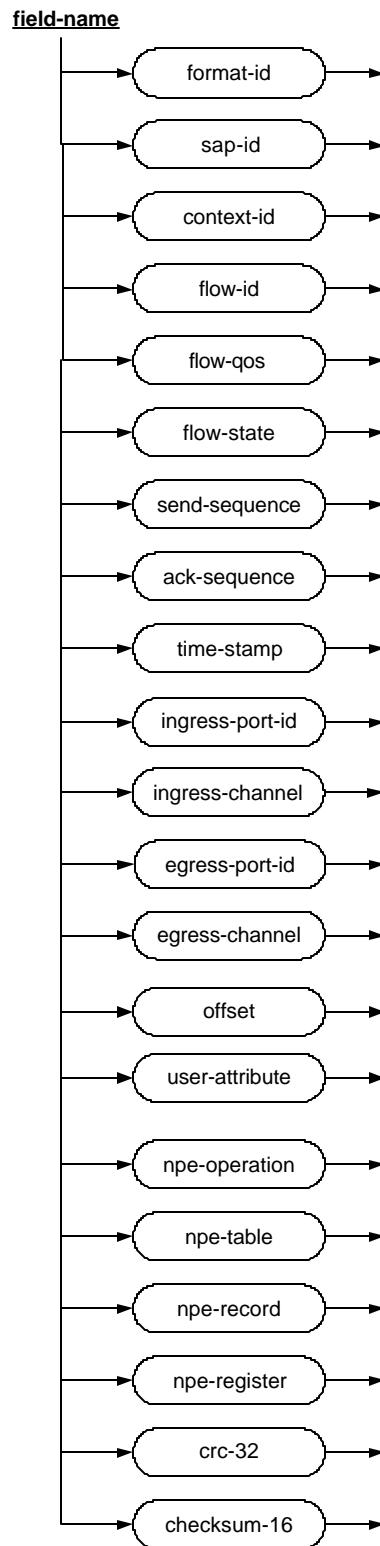 field-name
format-id
sap-id
context-id
flow-id
flow-qos
flow-state
send-sequence
ack-sequence
time-stamp
ingress-port-id
ingress-channel
egress-port-id
egress-channel
offset
user-attribute
npe-operation
npe-table
npe-record
npe-register
crc-32
checksum-16